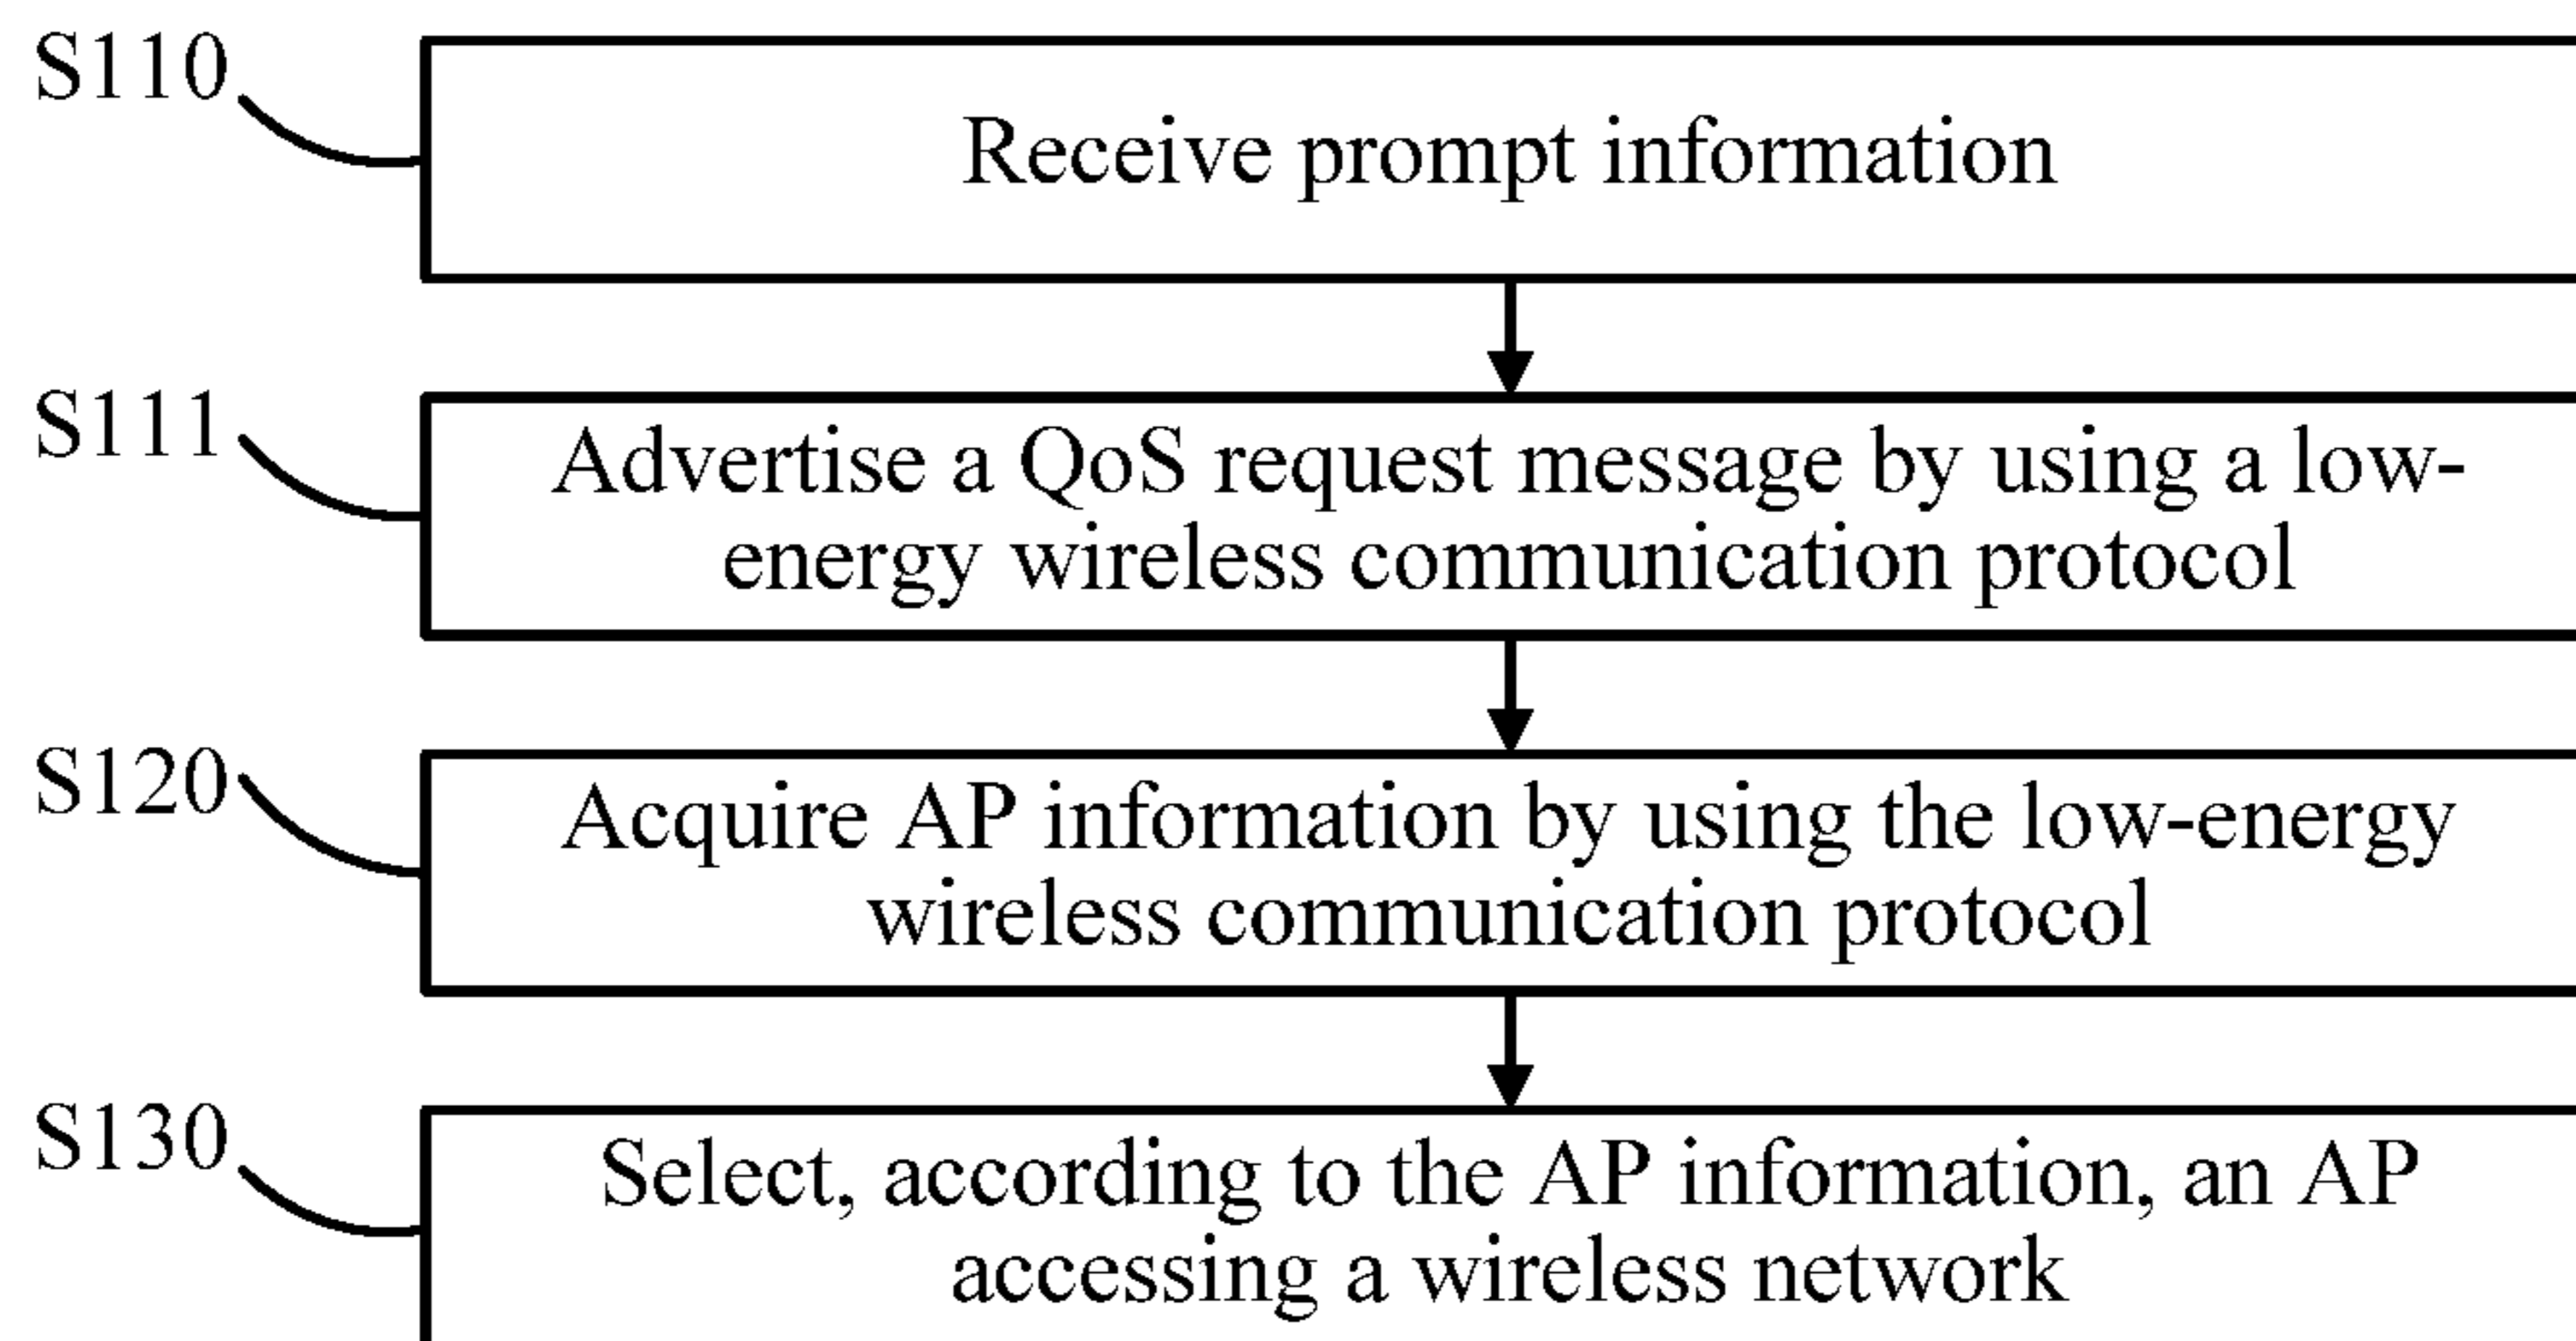 S110
Receive prompt information
S111
Advertise a QoS request message by using a low-
energy wireless communication protocol
S120
Acquire AP information by using the low-energy
wireless communication protocol
S130
Select, according to the AP information, an AP
accessing a wireless network